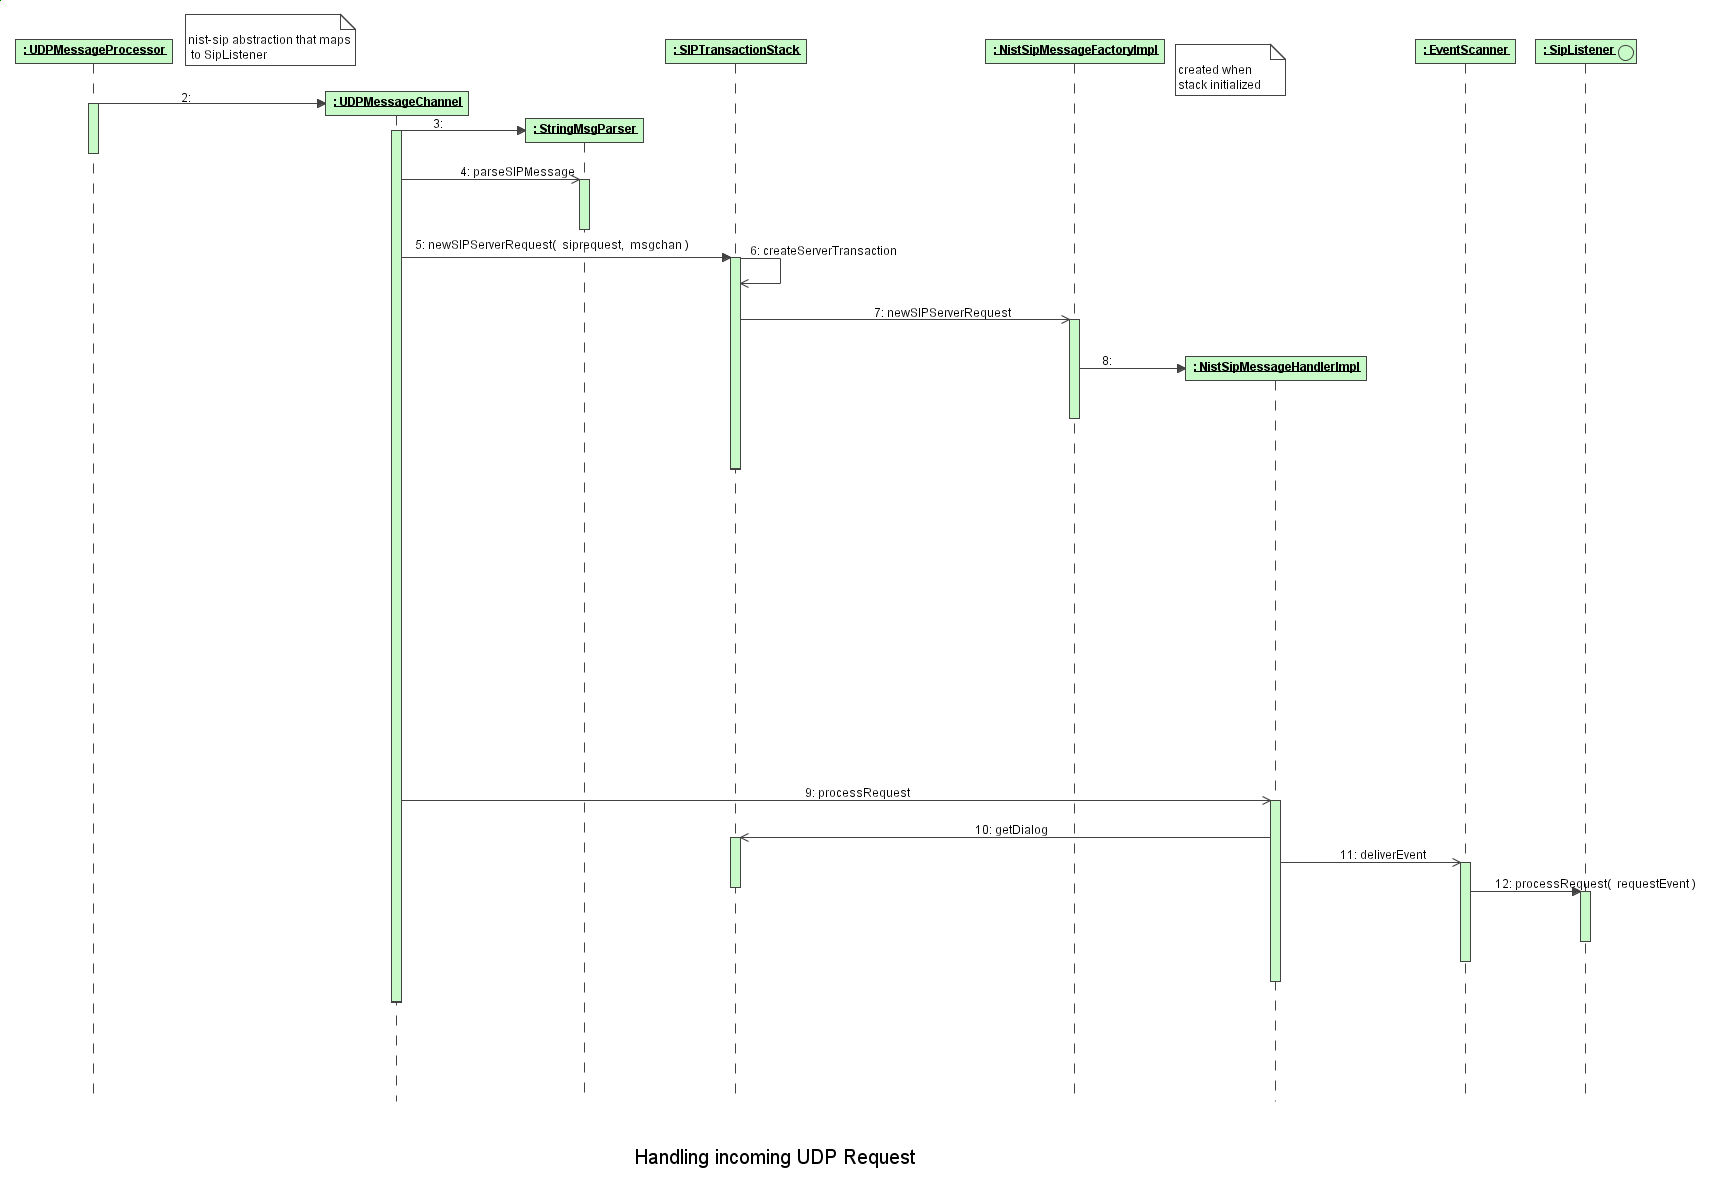 nist-sip abstraction that maps
to SipListener
: UDPMessageProcessor
: SIPTransactionStack
: NistSipMessageFactoryImpl
: EventScanner
: SipListener
created when
stack initialized
2:
: UDPMessageChannel
3:
: StringMsgParser
4: parseSIPMessage
5: newSIPServerRequest( siprequest, msgchan )
6: createServerTransaction
7: newSIPServerRequest
8:
: NistSipMessageHandlerImpl
9: processRequest
10: getDialog
11: deliverEvent
12: processRequest( requestEvent )
Handling incoming UDP Request